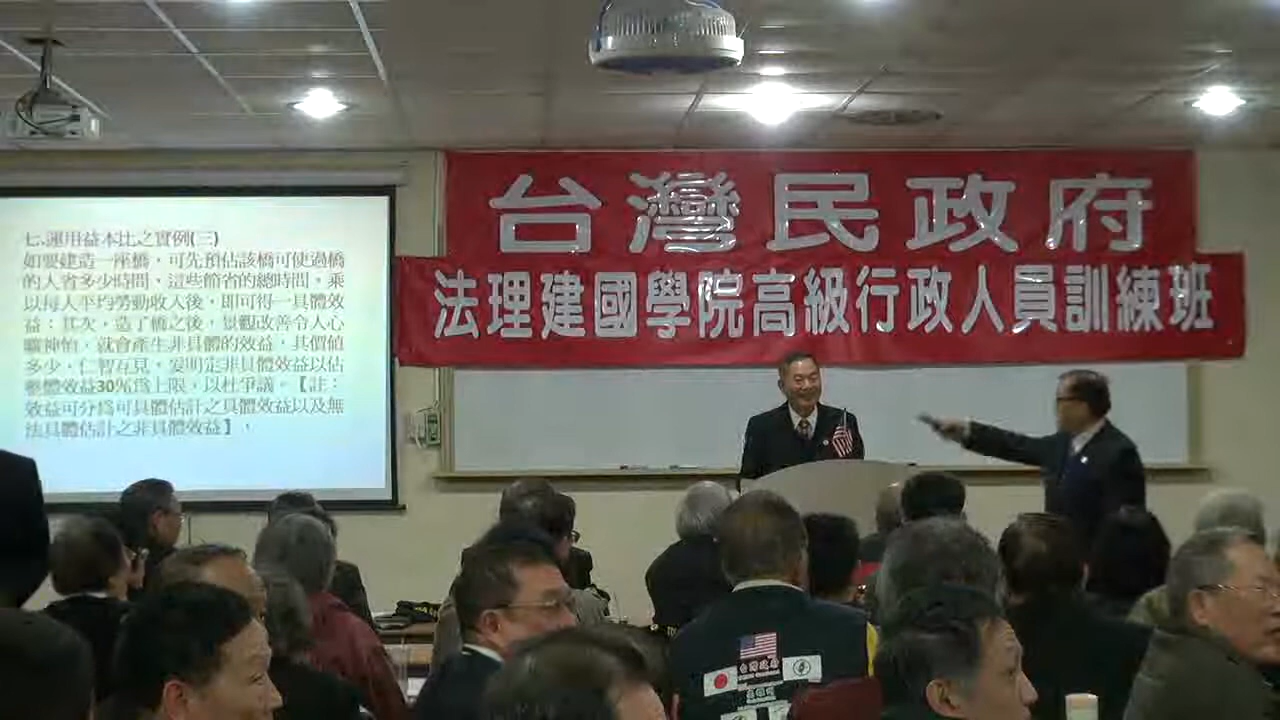 台灣民政府
法理建國學院高級行政人員訓練班
七.運用益本比之實例(三)
如要建造一座橋，可先預估該橋可使過橋
的人省多少時間，這些節省的總時間，乘
以每人平均勞動收入後，即可得一具體效
益；其次，造了橋之後，景觀改善令人心
曠神怡，就會產生非具體的效益，其價值
多少，仁智互見，妥明定非具體效益以估
整體效益30%為上限，以杜爭議。【註：
效益可分為可具體估計之具體效益以及無
法具體估計之非具體效益】，
台灣政府